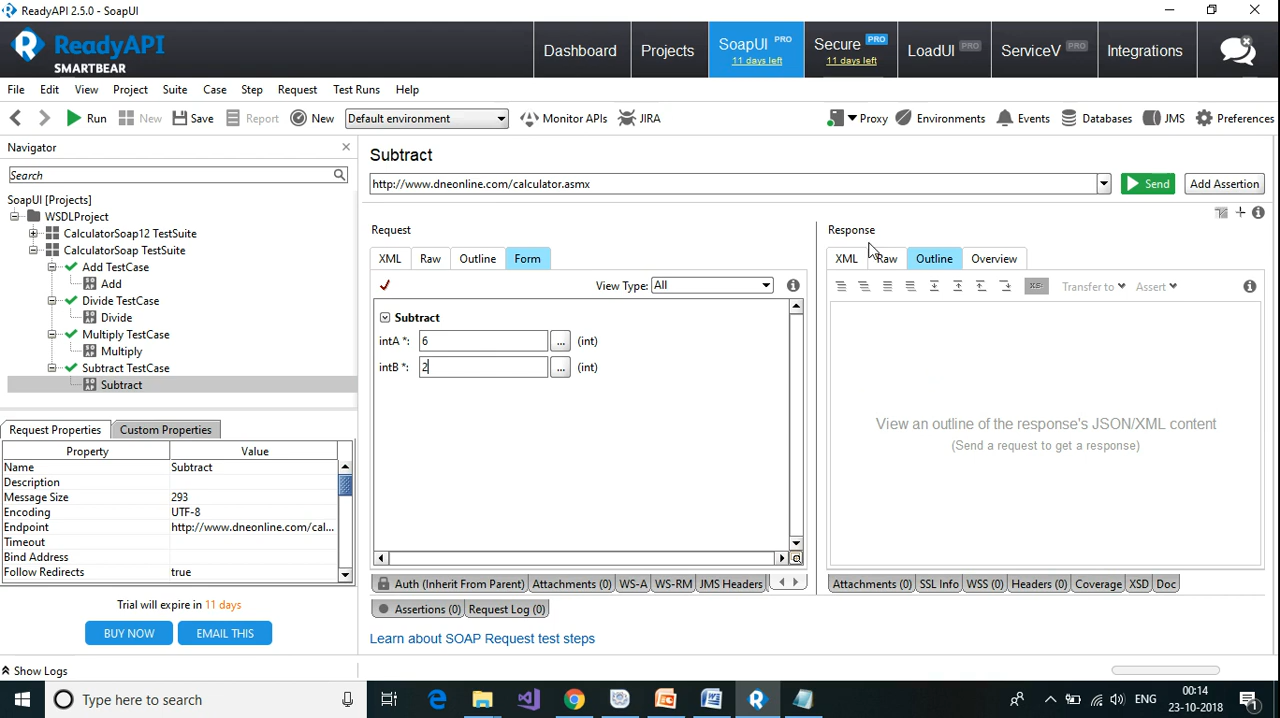 ReadyAPI 2.5.0 - SoapUI
ReadyAPI
SMARTBEAR
Dashboard
Projects
SoapUI PRO
11 days left
Secure PRO
11 days left
LoadUI PRO
ServiceV PRO
Integrations
File Edit View Project Suite Case Step Request Test Runs Help
Run New Save Report New Default environment Monitor APIs JIRA Proxy Environments Events Databases JMS Preferences
Navigator
Search
SoapUI [Projects]
WSDLProject
CalculatorSoap12 TestSuite
CalculatorSoap TestSuite
Add TestCase
Add
Divide TestCase
Divide
Multiply TestCase
Multiply
Subtract TestCase
Subtract
Request Properties Custom Properties
Property Value
Name Subtract
Description
Message Size 293
Encoding UTF-8
Endpoint http://www.dneonline.com/cal...
Timeout
Bind Address
Follow Redirects true
Trial will expire in 11 days
BUY NOW EMAIL THIS
Show Logs
Subtract
http://www.dneonline.com/calculator.asmx
Send
Add Assertion
Request
XML Raw Outline Form
View Type: All
Subtract
intA *: 6 ... (int)
intB *: 2 ... (int)
Auth (Inherit From Parent) Attachments (0) WS-A WS-RM JMS Headers
Assertions (0) Request Log (0)
Learn about SOAP Request test steps
Response
XML Raw Outline Overview
Transfer to Assert
View an outline of the response's JSON/XML content
(Send a request to get a response)
Attachments (0) SSL Info WSS (0) Headers (0) Coverage XSD Doc
Type here to search
ENG
00:14
23-10-2018
1